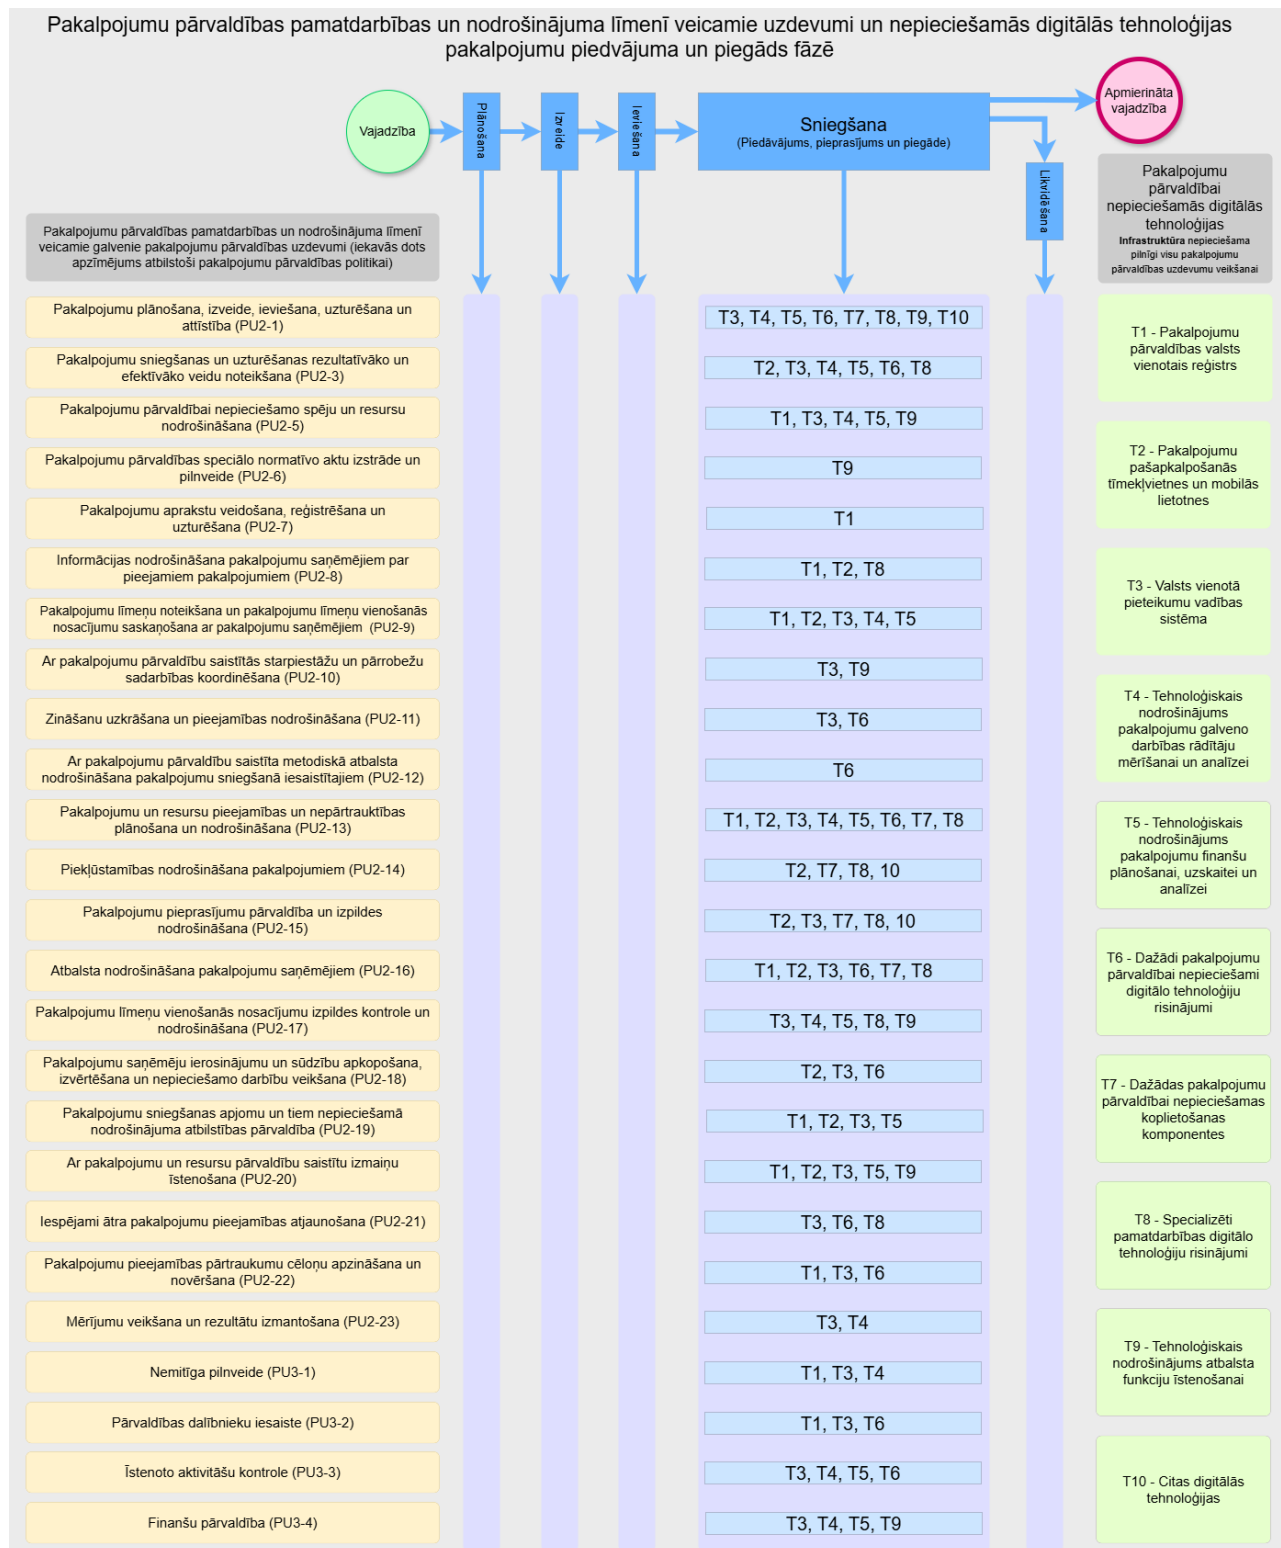 Pakalpojumu pārvaldības pamatdarbības un nodrošinājuma līmenī veicamie uzdevumi un nepieciešamās digitālās tehnoloģijas
pakalpojumu piedvājuma un piegāds fāzē
Vajadzība
Plānošana
Izveide
Ieviešana
Sniegšana
(Piedāvājums, pieprasījums un piegāde)
Apmierināta
vajadzība
Likvidēšana
Pakalpojumu pārvaldības pamatdarbības un nodrošinājuma līmenī
veicamie galvenie pakalpojumu pārvaldības uzdevumi (iekavās dots
apzīmējums atbilstoši pakalpojumu pārvaldības politikai)
Pakalpojumu
pārvaldībai
nepieciešamās digitālās
tehnoloģijas
Infrastruktūra nepieciešama
pilnīgi visu pakalpojumu
pārvaldības uzdevumu veikšanai
Pakalpojumu plānošana, izveide, ieviešana, uzturēšana un
attīstība (PU2-1)
T3, T4, T5, T6, T7, T8, T9, T10
Pakalpojumu sniegšanas un uzturēšanas rezultatīvāko un
efektīvāko veidu noteikšana (PU2-3)
T2, T3, T4, T5, T6, T8
Pakalpojumu pārvaldībai nepieciešamo spēju un resursu
nodrošināšana (PU2-5)
T1, T3, T4, T5, T9
Pakalpojumu pārvaldības speciālo normatīvo aktu izstrāde un
pilnveide (PU2-6)
T9
Pakalpojumu aprakstu veidošana, reģistrēšana un
uzturēšana (PU2-7)
T1
Informācijas nodrošināšana pakalpojumu saņēmējiem par
pieejamiem pakalpojumiem (PU2-8)
T1, T2, T8
Pakalpojumu līmeņu noteikšana un pakalpojumu līmeņu vienošanās
nosacījumu saskaņošana ar pakalpojumu saņēmējiem (PU2-9)
T1, T2, T3, T4, T5
Ar pakalpojumu pārvaldību saistītās starpiestāžu un pārrobežu
sadarbības koordinēšana (PU2-10)
T3, T9
Zināšanu uzkrāšana un pieejamības nodrošināšana (PU2-11)
T3, T6
Ar pakalpojumu pārvaldību saistīta metodiskā atbalsta
nodrošināšana pakalpojumu sniegšanā iesaistītajiem (PU2-12)
T6
Pakalpojumu un resursu pieejamības un nepārtrauktības
plānošana un nodrošināšana (PU2-13)
T1, T2, T3, T4, T5, T6, T7, T8
Piekļūstamības nodrošināšana pakalpojumiem (PU2-14)
T2, T7, T8, 10
Pakalpojumu pieprasījumu pārvaldība un izpildes
nodrošināšana (PU2-15)
T2, T3, T7, T8, 10
Atbalsta nodrošināšana pakalpojumu saņēmējiem (PU2-16)
T1, T2, T3, T6, T7, T8
Pakalpojumu līmeņu vienošanās nosacījumu izpildes kontrole un
nodrošināšana (PU2-17)
T3, T4, T5, T8, T9
Pakalpojumu saņēmēju ierosinājumu un sūdzību apkopošana,
izvērtēšana un nepieciešamo darbību veikšana (PU2-18)
T2, T3, T6
Pakalpojumu sniegšanas apjomu un tiem nepieciešamā
nodrošinājuma atbilstības pārvaldība (PU2-19)
T1, T2, T3, T5
Ar pakalpojumu un resursu pārvaldību saistītu izmaiņu
īstenošana (PU2-20)
T1, T2, T3, T5, T9
Iespējami ātra pakalpojumu pieejamības atjaunošana (PU2-21)
T3, T6, T8
Pakalpojumu pieejamības pārtraukumu cēloņu apzināšana un
novēršana (PU2-22)
T1, T3, T6
Mērījumu veikšana un rezultātu izmantošana (PU2-23)
T3, T4
Nemitīga pilnveide (PU3-1)
T1, T3, T4
Pārvaldības dalībnieku iesaiste (PU3-2)
T1, T3, T6
Īstenoto aktivitāšu kontrole (PU3-3)
T3, T4, T5, T6
Finanšu pārvaldība (PU3-4)
T3, T4, T5, T9
T1 - Pakalpojumu
pārvaldības valsts
vienotais reģistrs
T2 - Pakalpojumu
pašapkalpošanās
tīmekļvietnes un mobilās
lietotnes
T3 - Valsts vienotā
pieteikumu vadības
sistēma
T4 - Tehnoloģiskais
nodrošinājums
pakalpojumu galveno
darbības rādītāju
mērīšanai un analīzei
T5 - Tehnoloģiskais
nodrošinājums
pakalpojumu finanšu
plānošanai, uzskaitei un
analīzei
T6 - Dažādi pakalpojumu
pārvaldībai nepieciešami
digitālo tehnoloģiju
risinājumi
T7 - Dažādas pakalpojumu
pārvaldībai nepieciešamas
koplietošanas
komponentes
T8 - Specializēti
pamatdarbības digitālo
tehnoloģiju risinājumi
T9 - Tehnoloģiskais
nodrošinājums atbalsta
funkciju īstenošanai
T10 - Citas digitālās
tehnoloģijas